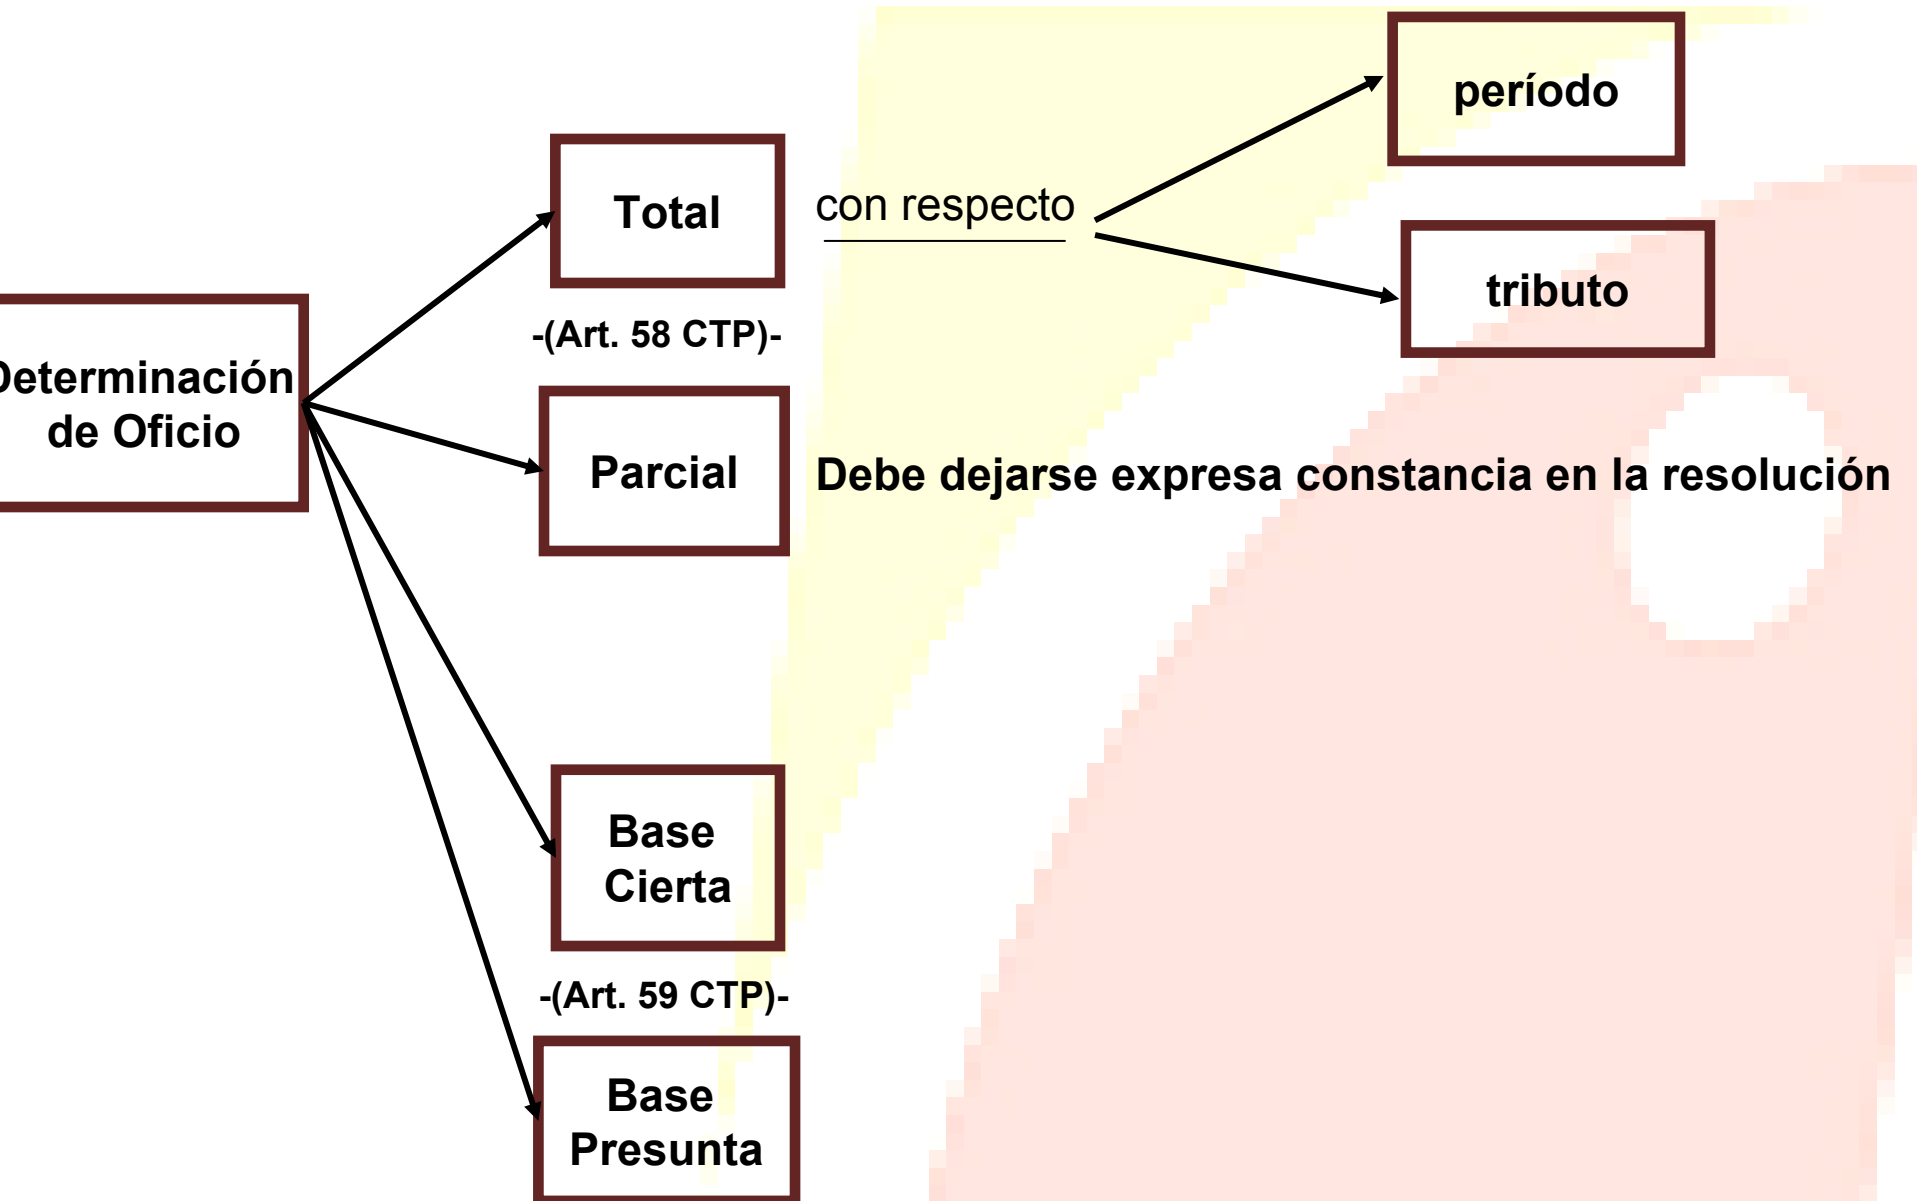 período
Total
con respecto
tributo
-(Art. 58 CTP)-
Determinación
de Oficio
Parcial
Debe dejarse expresa constancia en la resolución
Base
Cierta
-(Art. 59 CTP)-
Base
Presunta